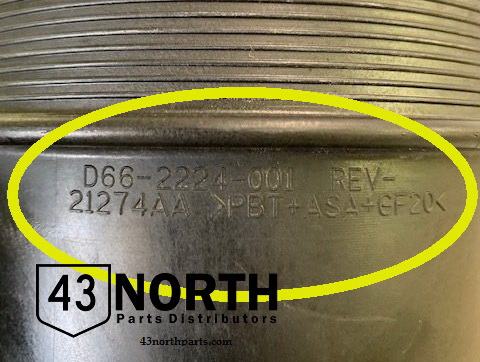 D66-2224-001 REV-
21274AA >PBT+ASA+GF20<
43 NORTH
Parts Distributors
43northparts.com